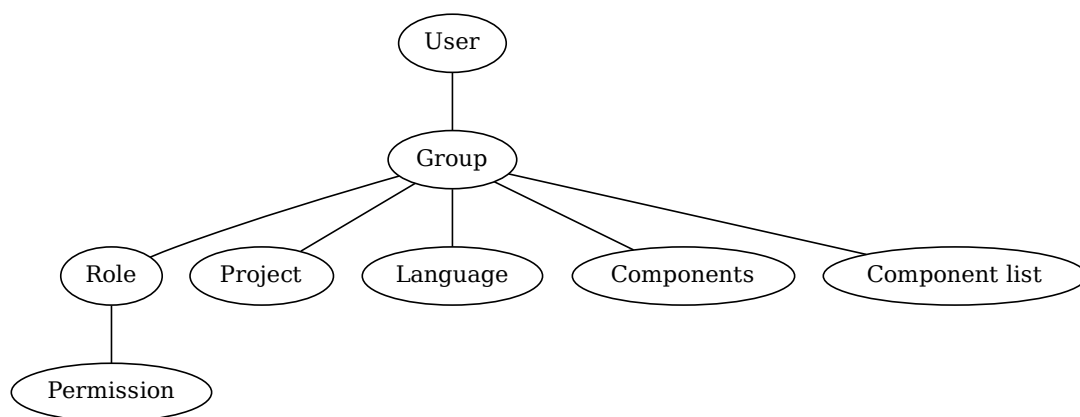 User
Group
Role
Project
Language
Components
Component list
Permission